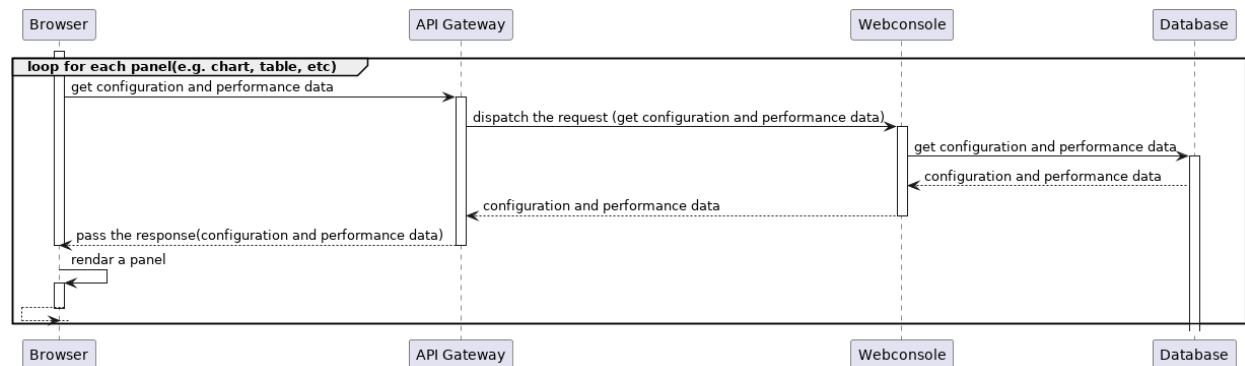 Browser
API Gateway
Webconsole
Database
loop for each panel(e.g. chart, table, etc)
get configuration and performance data
dispatch the request (get configuration and performance data)
get configuration and performance data
configuration and performance data
configuration and performance data
pass the response(configuration and performance data)
rendar a panel
Browser
API Gateway
Webconsole
Database